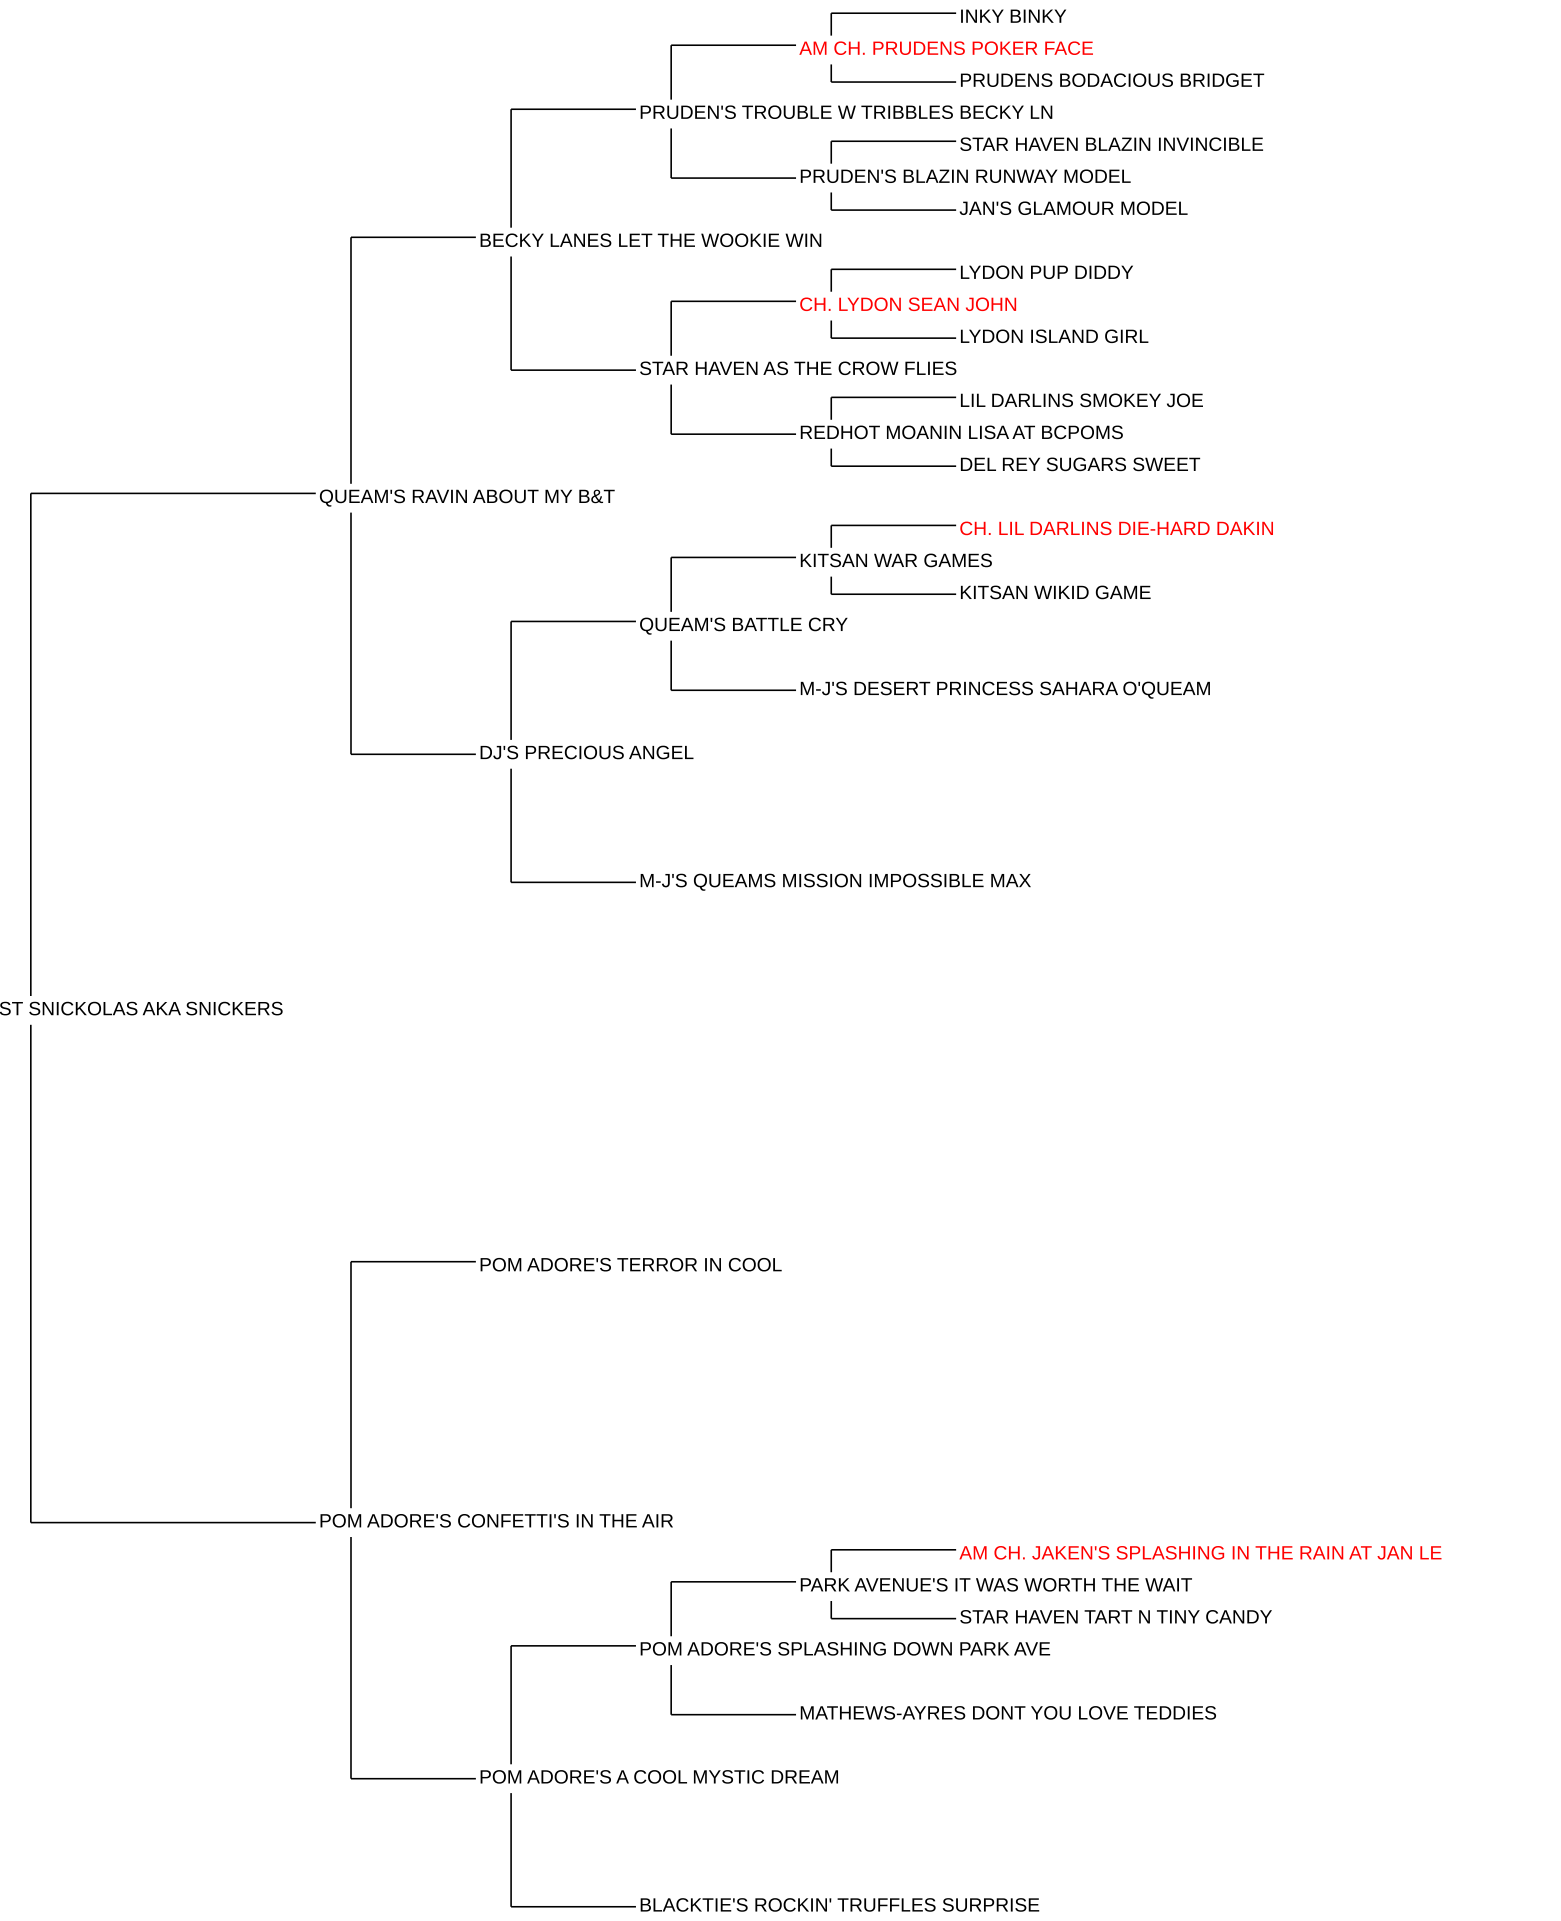 INKY BINKY
AM CH. PRUDENS POKER FACE
PRUDENS BODACIOUS BRIDGET
PRUDEN'S TROUBLE W TRIBBLES BECKY LN
STAR HAVEN BLAZIN INVINCIBLE
PRUDEN'S BLAZIN RUNWAY MODEL
JAN'S GLAMOUR MODEL
BECKY LANES LET THE WOOKIE WIN
LYDON PUP DIDDY
CH. LYDON SEAN JOHN
LYDON ISLAND GIRL
STAR HAVEN AS THE CROW FLIES
LIL DARLINS SMOKEY JOE
REDHOT MOANIN LISA AT BCPOMS
DEL REY SUGARS SWEET
QUEAM'S RAVIN ABOUT MY B&T
CH. LIL DARLINS DIE-HARD DAKIN
KITSAN WAR GAMES
KITSAN WIKID GAME
QUEAM'S BATTLE CRY
M-J'S DESERT PRINCESS SAHARA O'QUEAM
DJ'S PRECIOUS ANGEL
M-J'S QUEAMS MISSION IMPOSSIBLE MAX
ST SNICKOLAS AKA SNICKERS
POM ADORE'S TERROR IN COOL
POM ADORE'S CONFETTI'S IN THE AIR
AM CH. JAKEN'S SPLASHING IN THE RAIN AT JAN LE
PARK AVENUE'S IT WAS WORTH THE WAIT
STAR HAVEN TART N TINY CANDY
POM ADORE'S SPLASHING DOWN PARK AVE
MATHEWS-AYRES DONT YOU LOVE TEDDIES
POM ADORE'S A COOL MYSTIC DREAM
BLACKTIE'S ROCKIN' TRUFFLES SURPRISE